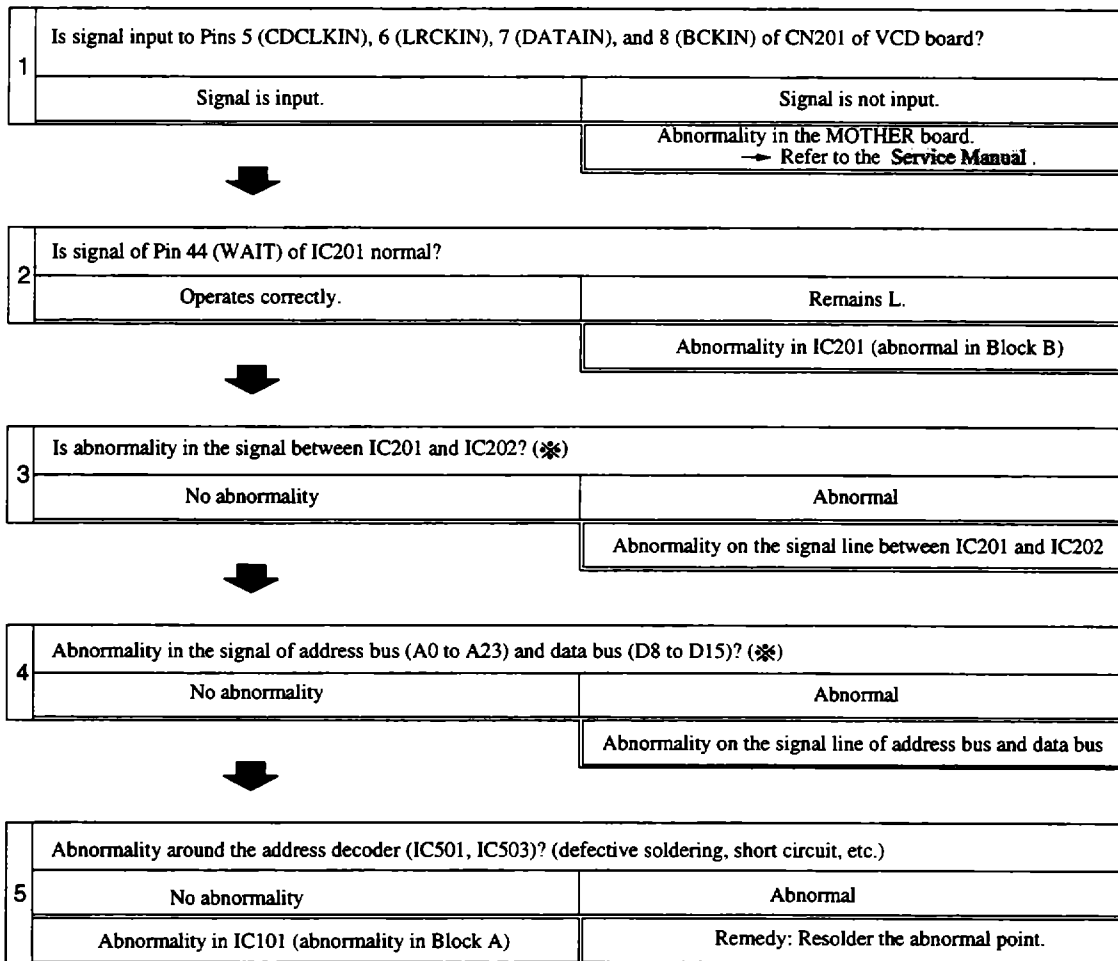 1
Is signal input to Pins 5 (CDCLKIN), 6 (LRCKIN), 7 (DATAIN), and 8 (BCKIN) of CN201 of VCD board?
Signal is input.
Signal is not input.
Abnormality in the MOTHER board.
→ Refer to the Service Manual .
2
Is signal of Pin 44 (WAIT) of IC201 normal?
Operates correctly.
Remains L.
Abnormality in IC201 (abnormal in Block B)
3
Is abnormality in the signal between IC201 and IC202? (※)
No abnormality
Abnormal
Abnormality on the signal line between IC201 and IC202
4
Abnormality in the signal of address bus (A0 to A23) and data bus (D8 to D15)? (※)
No abnormality
Abnormal
Abnormality on the signal line of address bus and data bus
5
Abnormality around the address decoder (IC501, IC503)? (defective soldering, short circuit, etc.)
No abnormality
Abnormal
Abnormality in IC101 (abnormality in Block A)
Remedy: Resolder the abnormal point.